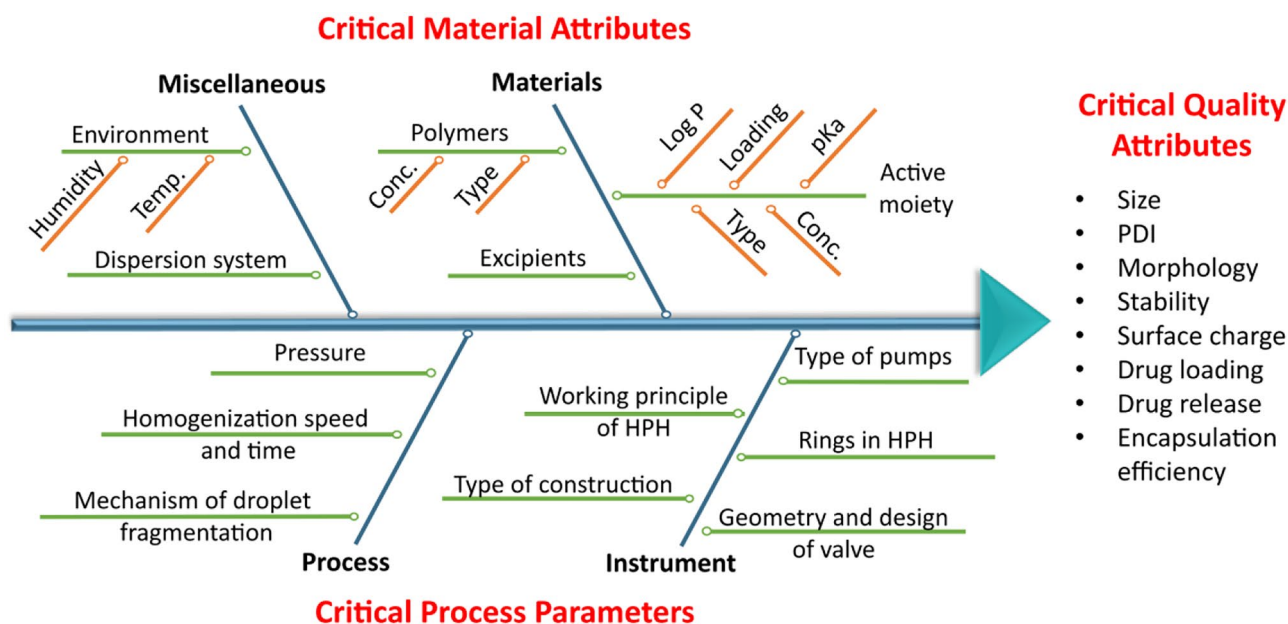 Critical Material Attributes
Miscellaneous
Environment
Humidity
Temp.
Dispersion system
Materials
Polymers
Conc.
Type
Excipients
Log P
Loading
pKa
Active
moiety
Type
Conc.
Pressure
Homogenization speed
and time
Mechanism of droplet
fragmentation
Process
Type of pumps
Working principle
of HPH
Rings in HPH
Type of construction
Geometry and design
of valve
Instrument
Critical Process Parameters
Critical Quality
Attributes
• Size
• PDI
• Morphology
• Stability
• Surface charge
• Drug loading
• Drug release
• Encapsulation
efficiency